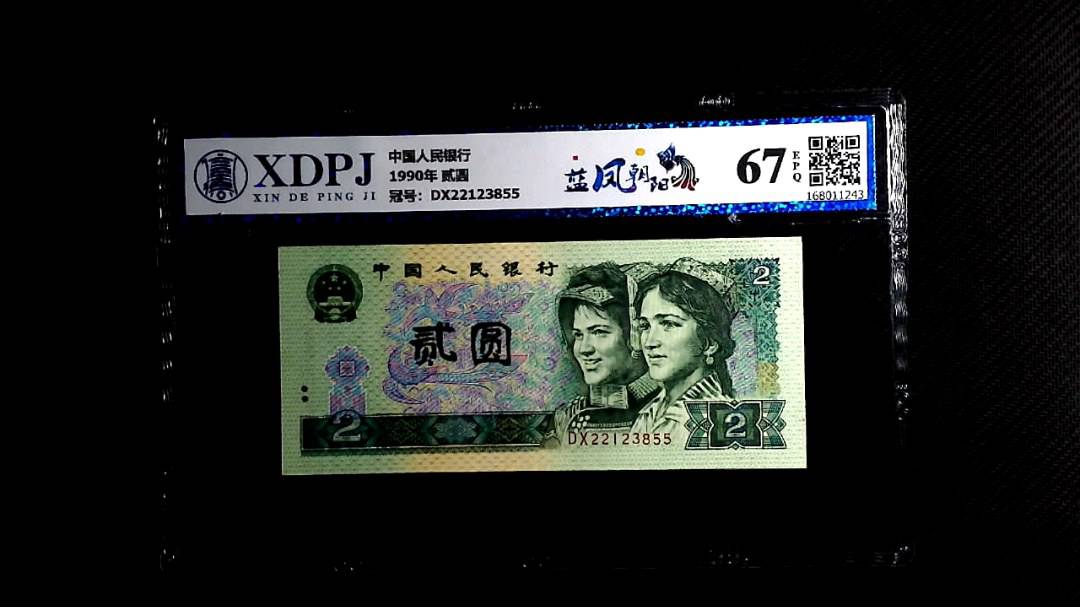 XDPJ
XIN DE PING JI
中国人民银行
1990年 贰圆
冠号：DX22123855
蓝凤朝阳
67
EPQ
168011243
中国人民银行
2
贰圆
2
DX22123855
2